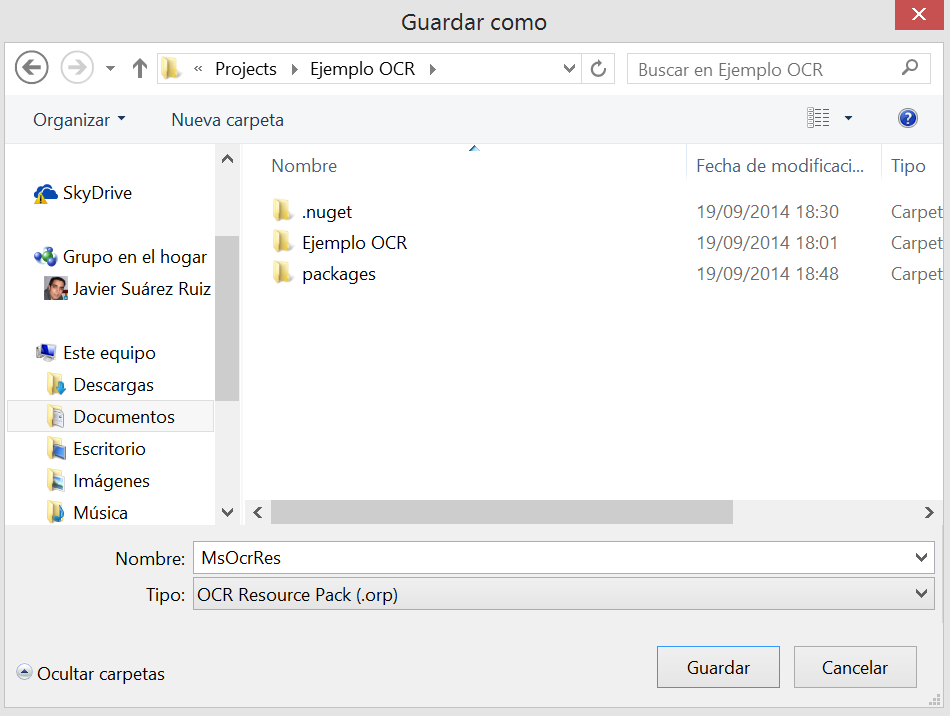 Guardar como
« Projects Ejemplo OCR
Buscar en Ejemplo OCR
Organizar
Nueva carpeta
SkyDrive
Grupo en el hogar
Javier Suárez Ruiz
Este equipo
Descargas
Documentos
Escritorio
Imágenes
Música
Nombre Fecha de modificaci... Tipo
.nuget 19/09/2014 18:30 Carpet
Ejemplo OCR 19/09/2014 18:01 Carpet
packages 19/09/2014 18:48 Carpet
Nombre: MsOcrRes
Tipo: OCR Resource Pack (.orp)
Ocultar carpetas
Guardar
Cancelar